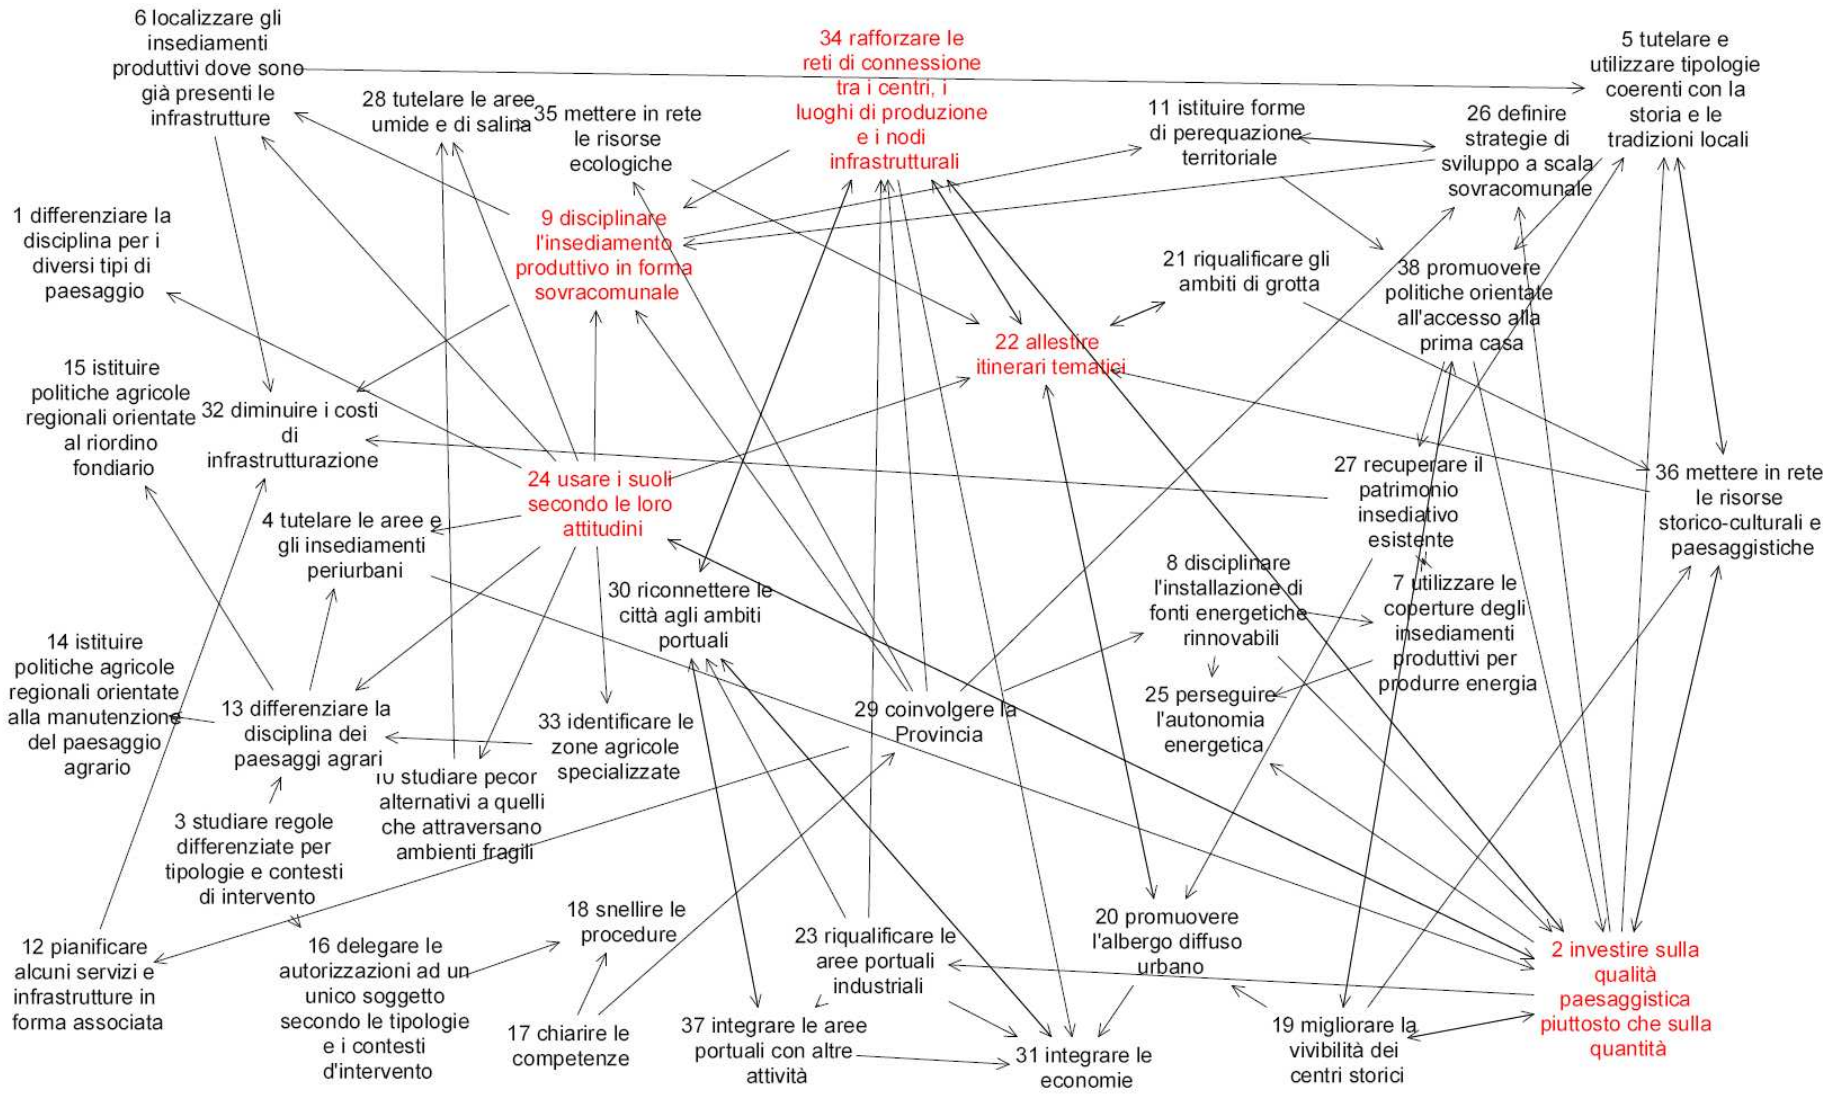 6 localizzare gli
insediamenti
produttivi dove sono
già presenti le
infrastrutture
28 tutelare le aree
umide e di salina
35 mettere in rete
le risorse
ecologiche
34 rafforzare le
reti di connessione
tra i centri, i
luoghi di produzione
e i nodi
infrastrutturali
11 istituire forme
di perequazione
territoriale
26 definire
strategie di
sviluppo a scala
sovracomunale
5 tutelare e
utilizzare tipologie
coerenti con la
storia e le
tradizioni locali
1 differenziare la
disciplina per i
diversi tipi di
paesaggio
9 disciplinare
l'insediamento
produttivo in forma
sovracomunale
21 riqualificare gli
ambiti di grotta
38 promuovere
politiche orientate
all'accesso alla
prima casa
22 allestire
itinerari tematici
15 istituire
politiche agricole
regionali orientate
al riordino
fondiario
32 diminuire i costi
di
infrastrutturazione
24 usare i suoli
secondo le loro
attitudini
27 recuperare il
patrimonio
insediativo
esistente
36 mettere in rete
le risorse
storico-culturali e
paesaggistiche
4 tutelare le aree e
gli insediamenti
periurbani
30 riconnettere le
città agli ambiti
portuali
8 disciplinare
l'installazione di
fonti energetiche
rinnovabili
7 utilizzare le
coperture degli
insediamenti
produttivi per
produrre energia
14 istituire
politiche agricole
regionali orientate
alla manutenzione
del paesaggio
agrario
13 differenziare la
disciplina dei
paesaggi agrari
33 identificare le
zone agricole
specializzate
29 coinvolgere la
Provincia
25 perseguire
l'autonomia
energetica
10 studiare pecor
alternativi a quelli
che attraversano
ambienti fragili
3 studiare regole
differenziate per
tipologie e contesti
di intervento
12 pianificare
alcuni servizi e
infrastrutture in
forma associata
16 delegare le
autorizzazioni ad un
unico soggetto
secondo le tipologie
e i contesti
d'intervento
18 snellire le
procedure
17 chiarire le
competenze
23 riqualificare le
aree portuali
industriali
37 integrare le aree
portuali con altre
attività
31 integrare le
economie
20 promuovere
l'albergo diffuso
urbano
19 migliorare la
vivibilità dei
centri storici
2 investire sulla
qualità
paesaggistica
piuttosto che sulla
quantità